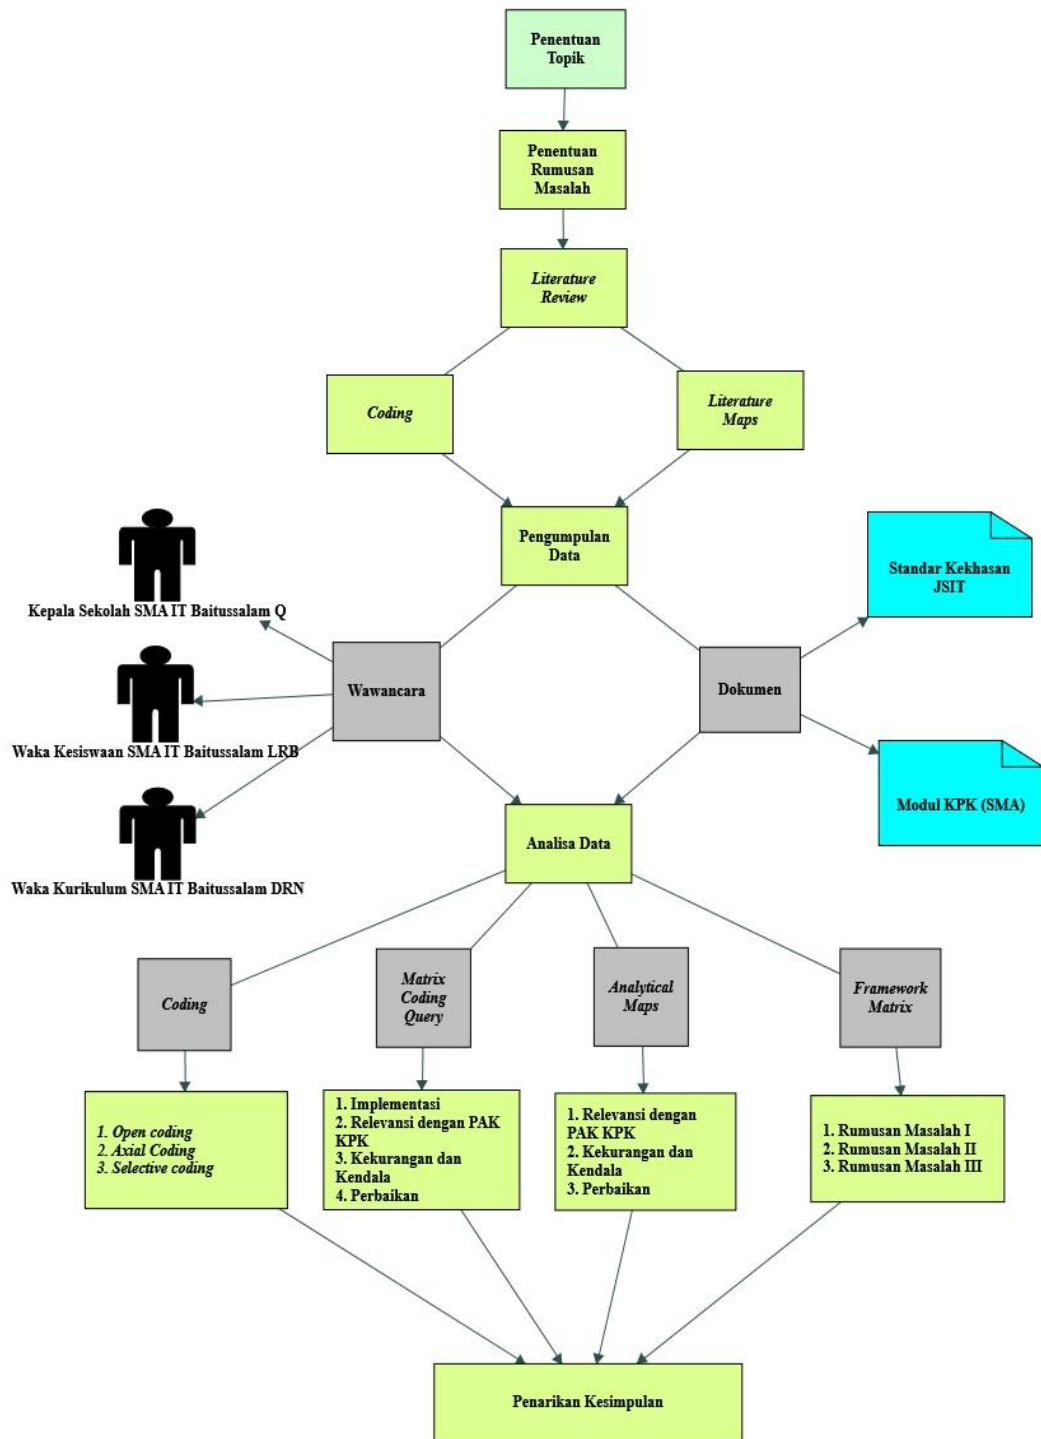 Penentuan
Topik
Penentuan
Rumusan
Masalah
Literature
Review
Coding
Literature
Maps
Pengumpulan
Data
Standar Kekhasan
JSIT
Kepala Sekolah SMA IT Baitussalam Q
Wawancara
Dokumen
Waka Kesiswaan SMA IT Baitussalam LRB
Modul KPK (SMA)
Analisa Data
Waka Kurikulum SMA IT Baitussalam DRN
Coding
Matrix
Coding
Query
Analytical
Maps
Framework
Matrix
1. Open coding
2. Axial Coding
3. Selective coding
1. Implementasi
2. Relevansi dengan PAK
KPK
3. Kekurangan dan
Kendala
4. Perbaikan
1. Relevansi dengan
PAK KPK
2. Kekurangan dan
Kendala
3. Perbaikan
1. Rumusan Masalah I
2. Rumusan Masalah II
3. Rumusan Masalah III
Penarikan Kesimpulan